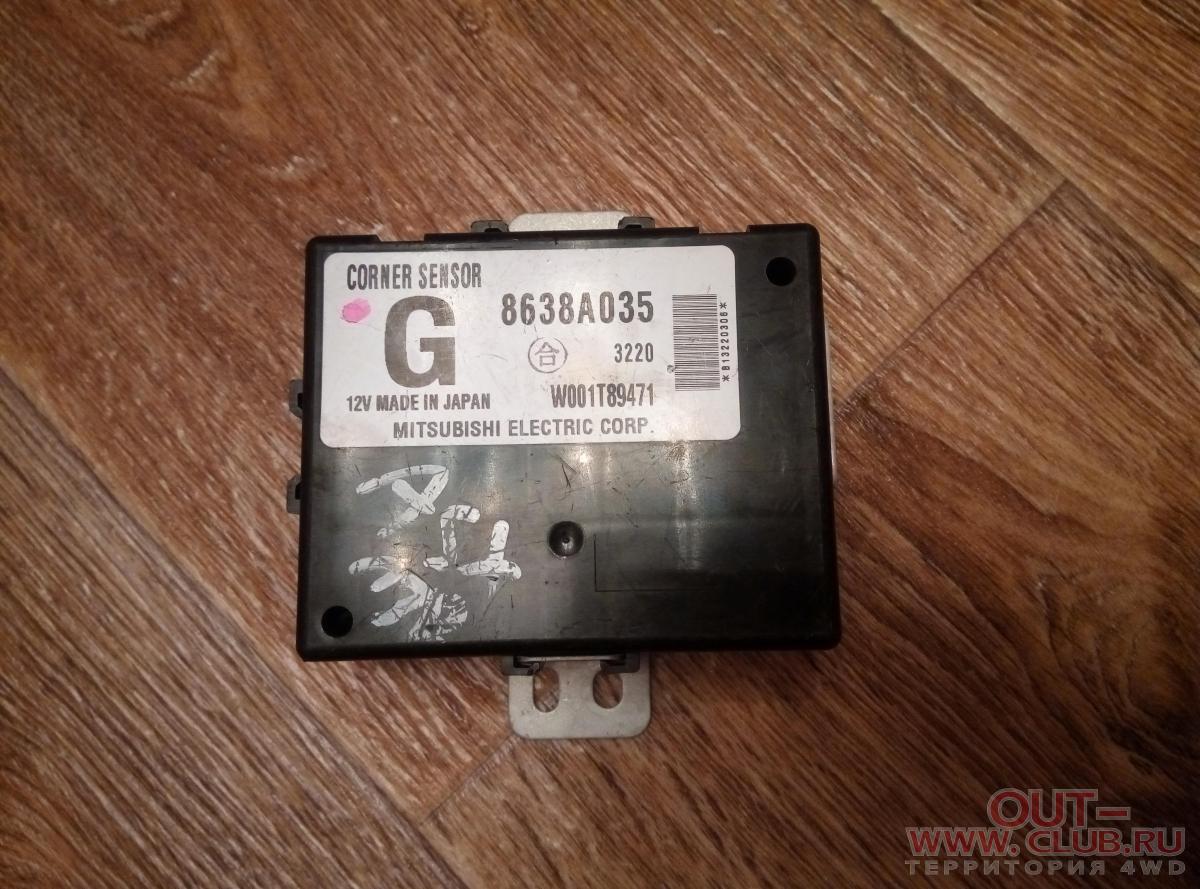 CORNER SENSOR
G
8638A035
合
3220
12V MADE IN JAPAN
W001T89471
MITSUBISHI ELECTRIC CORP.
*B13220306*
OUT-
WWW.CLUB.RU
ТЕРРИТОРИЯ 4WD